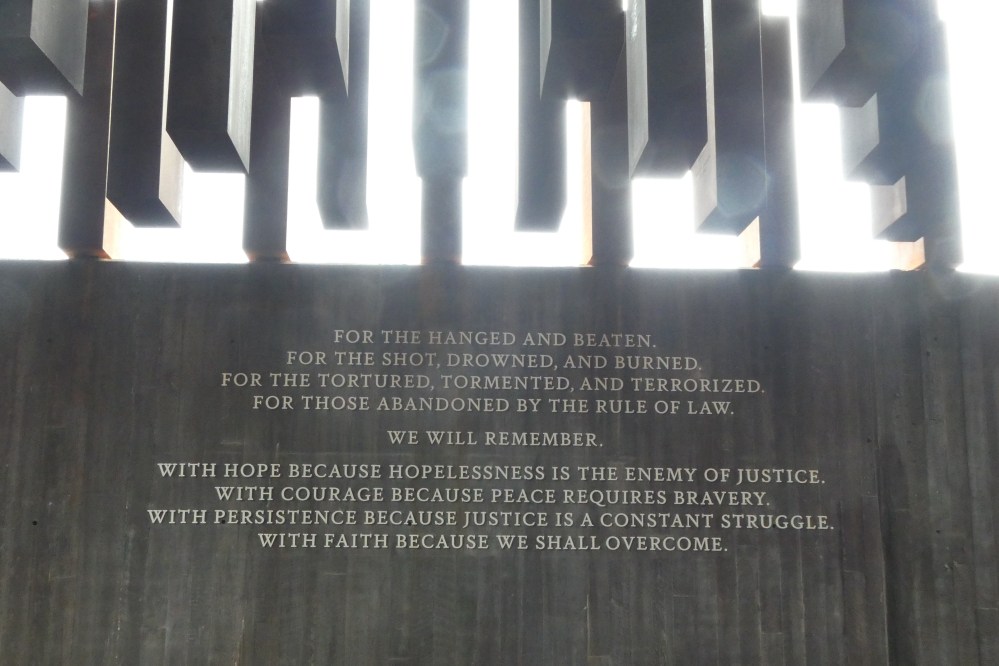 FOR THE HANGED AND BEATEN.
FOR THE SHOT, DROWNED, AND BURNED.
FOR THE TORTURED, TORMENTED, AND TERRORIZED.
FOR THOSE ABANDONED BY THE RULE OF LAW.
WE WILL REMEMBER.
WITH HOPE BECAUSE HOPELESSNESS IS THE ENEMY OF JUSTICE.
WITH COURAGE BECAUSE PEACE REQUIRES BRAVERY.
WITH PERSISTENCE BECAUSE JUSTICE IS A CONSTANT STRUGGLE.
WITH FAITH BECAUSE WE SHALL OVERCOME.